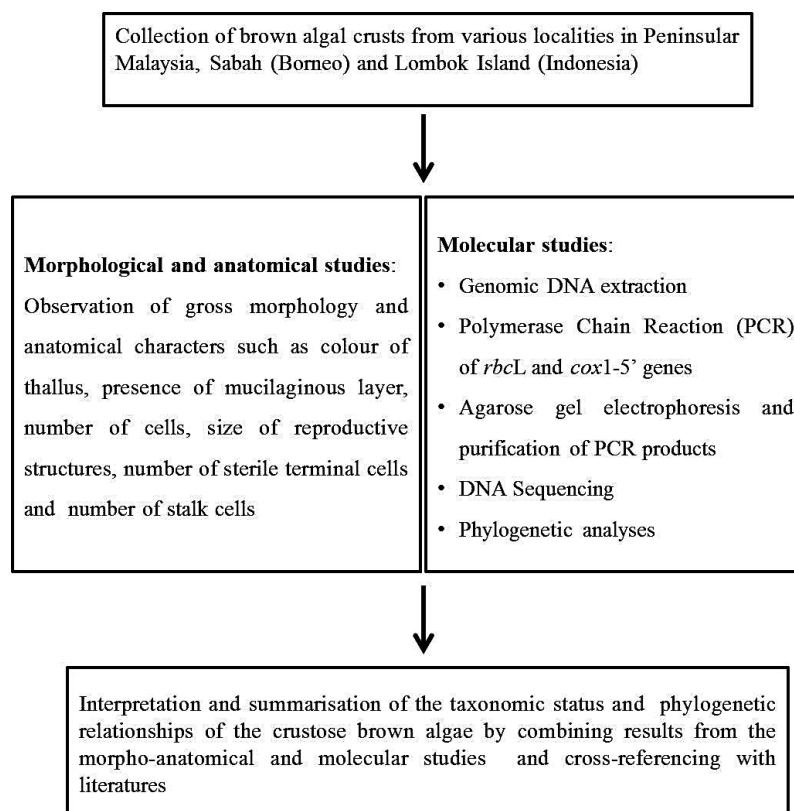 Collection of brown algal crusts from various localities in Peninsular
Malaysia, Sabah (Borneo) and Lombok Island (Indonesia)
Morphological and anatomical studies:
Observation of gross morphology and
anatomical characters such as colour of
thallus, presence of mucilaginous layer,
number of cells, size of reproductive
structures, number of sterile terminal cells
and number of stalk cells
Molecular studies:
• Genomic DNA extraction
• Polymerase Chain Reaction (PCR)
of rbcL and cox1-5’ genes
• Agarose gel electrophoresis and
purification of PCR products
• DNA Sequencing
• Phylogenetic analyses
Interpretation and summarisation of the taxonomic status and phylogenetic
relationships of the crustose brown algae by combining results from the
morpho-anatomical and molecular studies and cross-referencing with
literatures